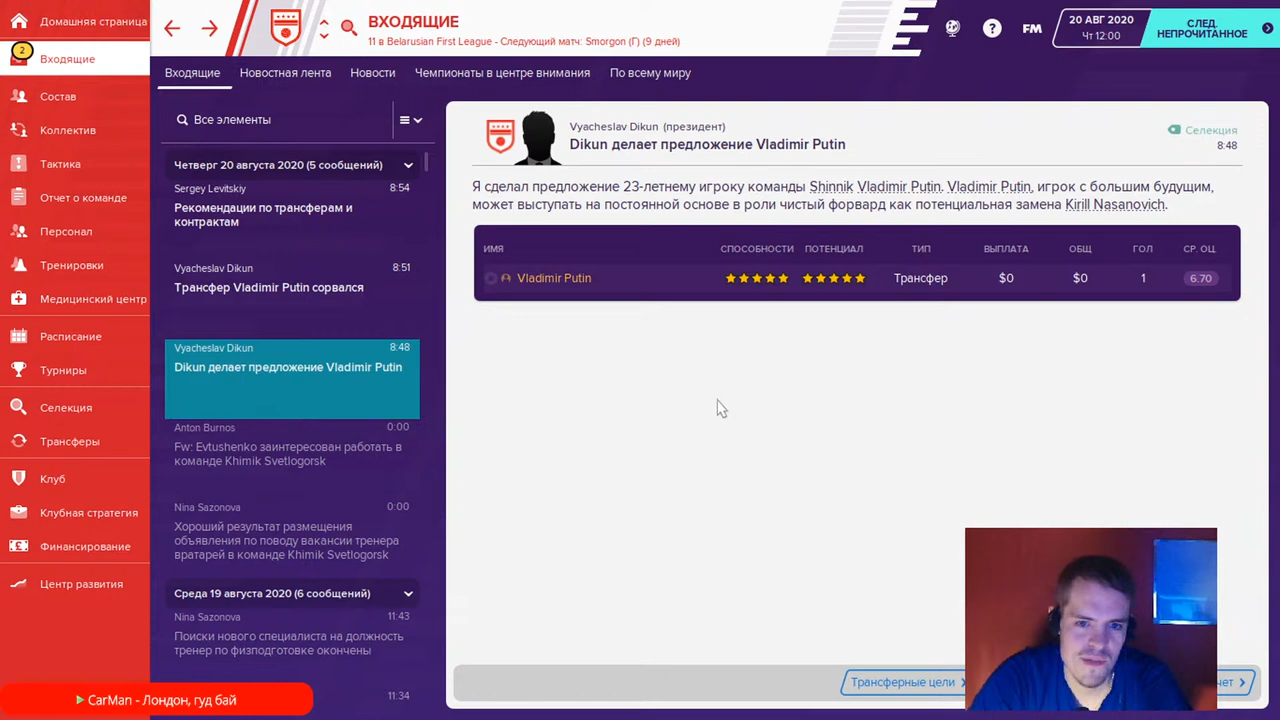 Домашняя страница
2
Входящие
Состав
Коллектив
Тактика
Отчет о команде
Персонал
Тренировки
Медицинский центр
Расписание
Турниры
Селекция
Трансферы
Клуб
Клубная стратегия
Финансирование
Центр развития
ВХОДЯЩИЕ
11 в Belarusian First League - Следующий матч: Smorgon (Г) (9 дней)
?
FM
20 АВГ 2020
Чт 12:00
СЛЕД.
НЕПРОЧИТАННОЕ
Входящие
Новостная лента
Новости
Чемпионаты в центре внимания
По всему миру
Все элементы
Четверг 20 августа 2020 (5 сообщений)
Sergey Levitskiy 8:54
Рекомендации по трансферам и
контрактам
Vyacheslav Dikun 8:51
Трансфер Vladimir Putin сорвался
Vyacheslav Dikun 8:48
Dikun делает предложение Vladimir Putin
Anton Burnos 0:00
Fw: Evtushenko заинтересован работать в
команде Khimik Svetlogorsk
Nina Sazonova 0:00
Хороший результат размещения
объявления по поводу вакансии тренера
вратарей в команде Khimik Svetlogorsk
Среда 19 августа 2020 (6 сообщений)
Nina Sazonova 11:43
Поиски нового специалиста на должность
тренер по физподготовке окончены
11:34
Vyacheslav Dikun (президент)
Dikun делает предложение Vladimir Putin
Селекция
8:48
Я сделал предложение 23-летнему игроку команды Shinnik Vladimir Putin. Vladimir Putin, игрок с большим будущим,
может выступать на постоянной основе в роли чистый форвард как потенциальная замена Kirill Nasanovich.
ИМЯ СПОСОБНОСТИ ПОТЕНЦИАЛ ТИП ВЫПЛАТА ОБЩ ГОЛ СР. ОЦ.
Vladimir Putin Трансфер $0 $0 1 6.70
Трансферные цели
CarMan - Лондон, гуд бай